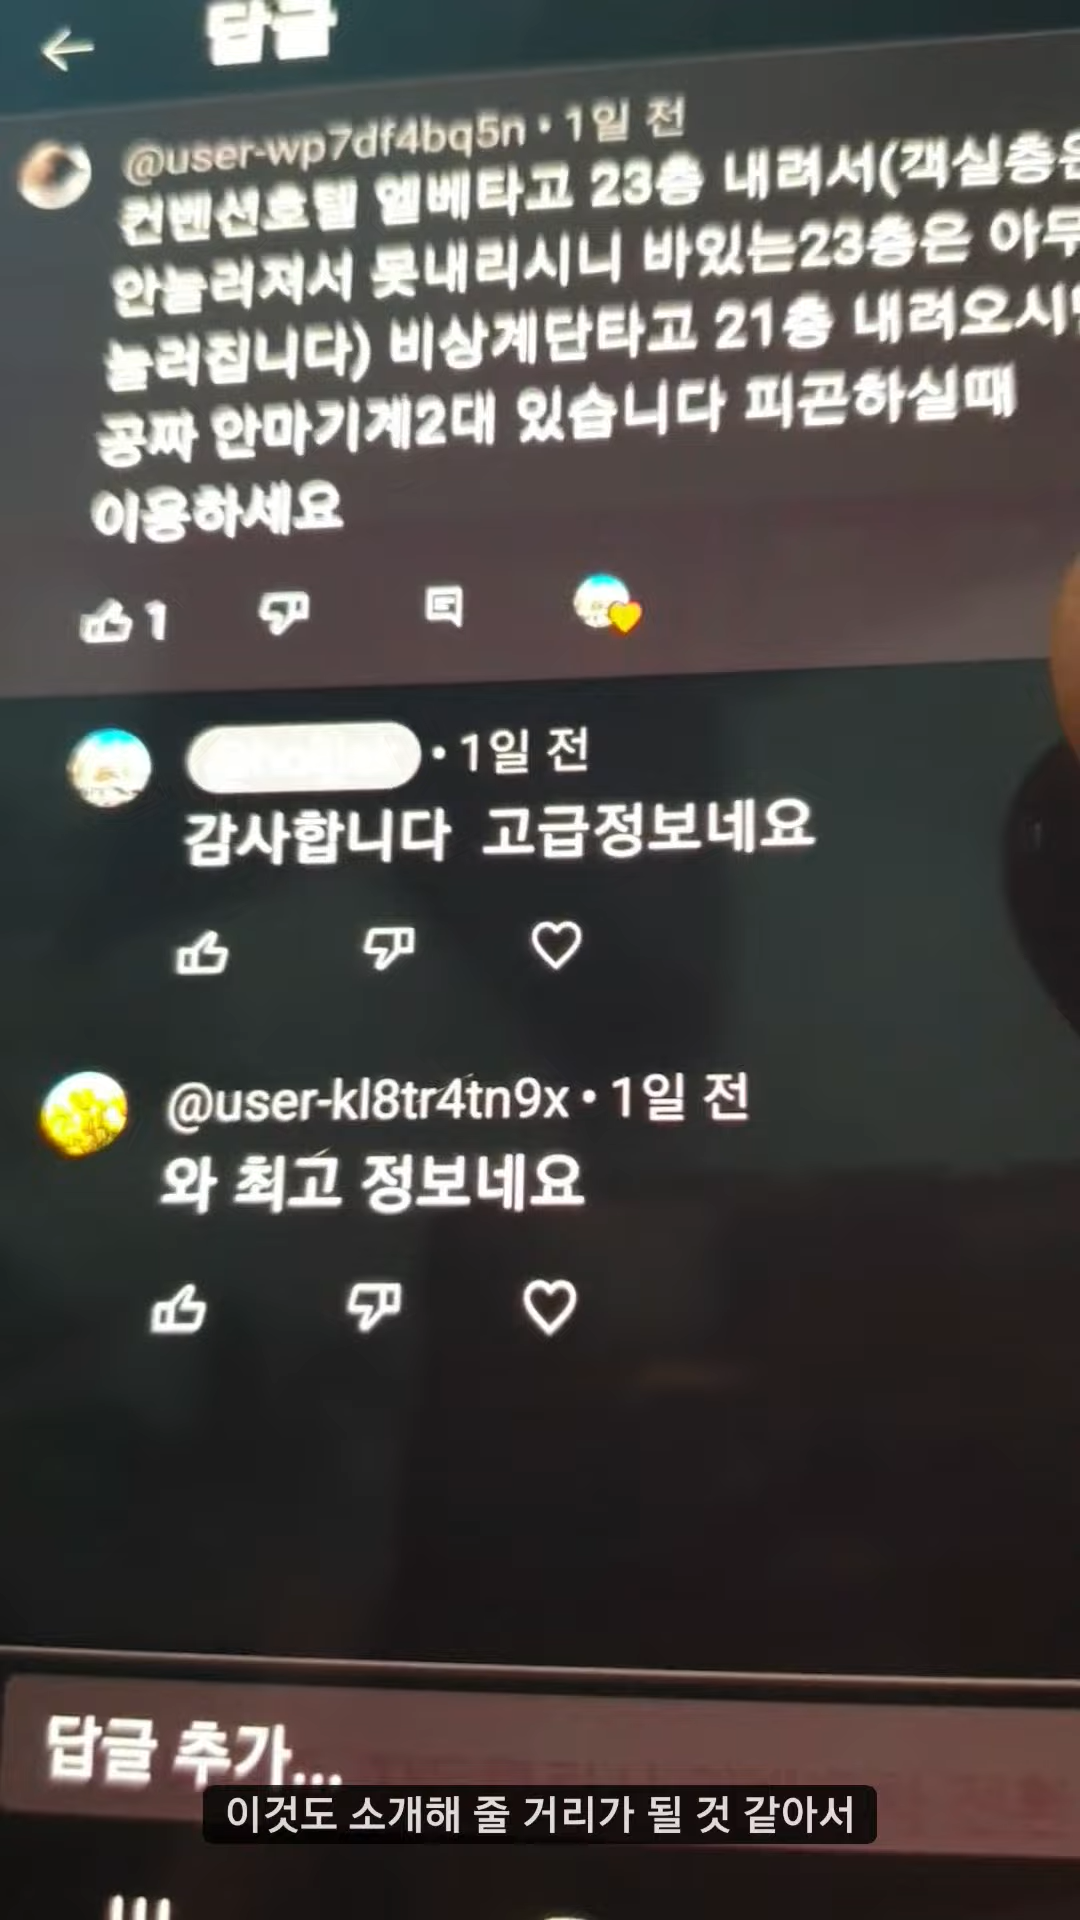 답글
@user-wp7df4bq5n · 1일 전
컨벤션호텔 엘베타고 23층 내려서(객실층은
안눌러져서 못내리시니 바있는23층은 아무
눌러집니다) 비상계단타고 21층 내려오시면
공짜 안마기계2대 있습니다 피곤하실때
이용하세요
1
· 1일 전
감사합니다 고급정보네요
@user-kl8tr4tn9x · 1일 전
와 최고 정보네요
답글 추가...
이것도 소개해 줄 거리가 될 것 같아서